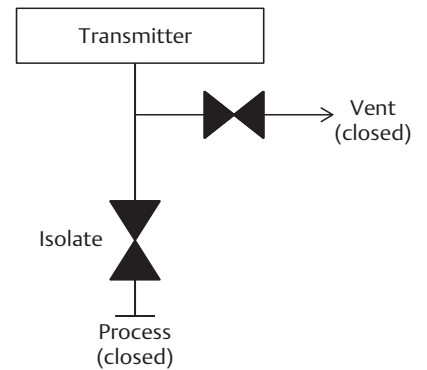 Transmitter
Vent
(closed)
Isolate
Process
(closed)